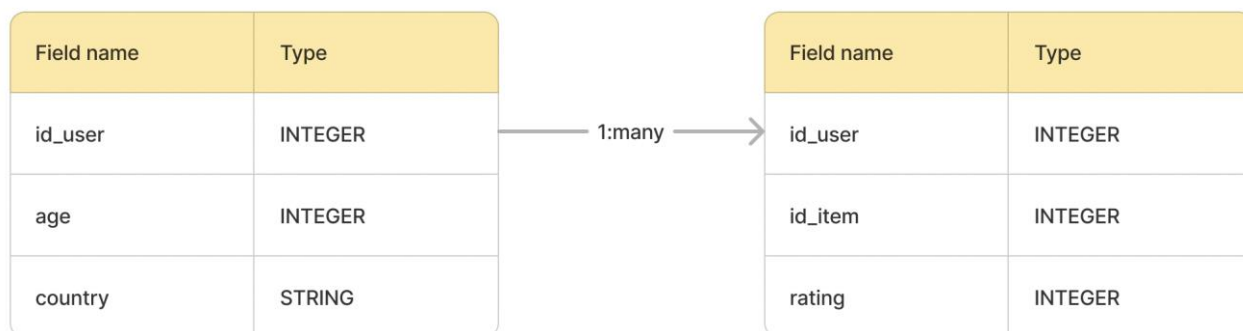 Field name Type
id_user INTEGER
age INTEGER
country STRING
1:many
Field name Type
id_user INTEGER
id_item INTEGER
rating INTEGER